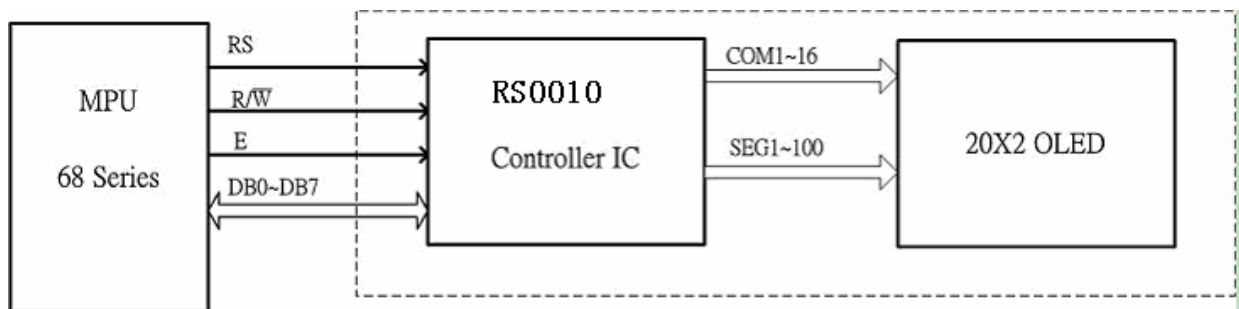 MPU
68 Series
RS
R/W̅
E
DB0~DB7
RS0010
Controller IC
COM1~16
SEG1~100
20X2 OLED